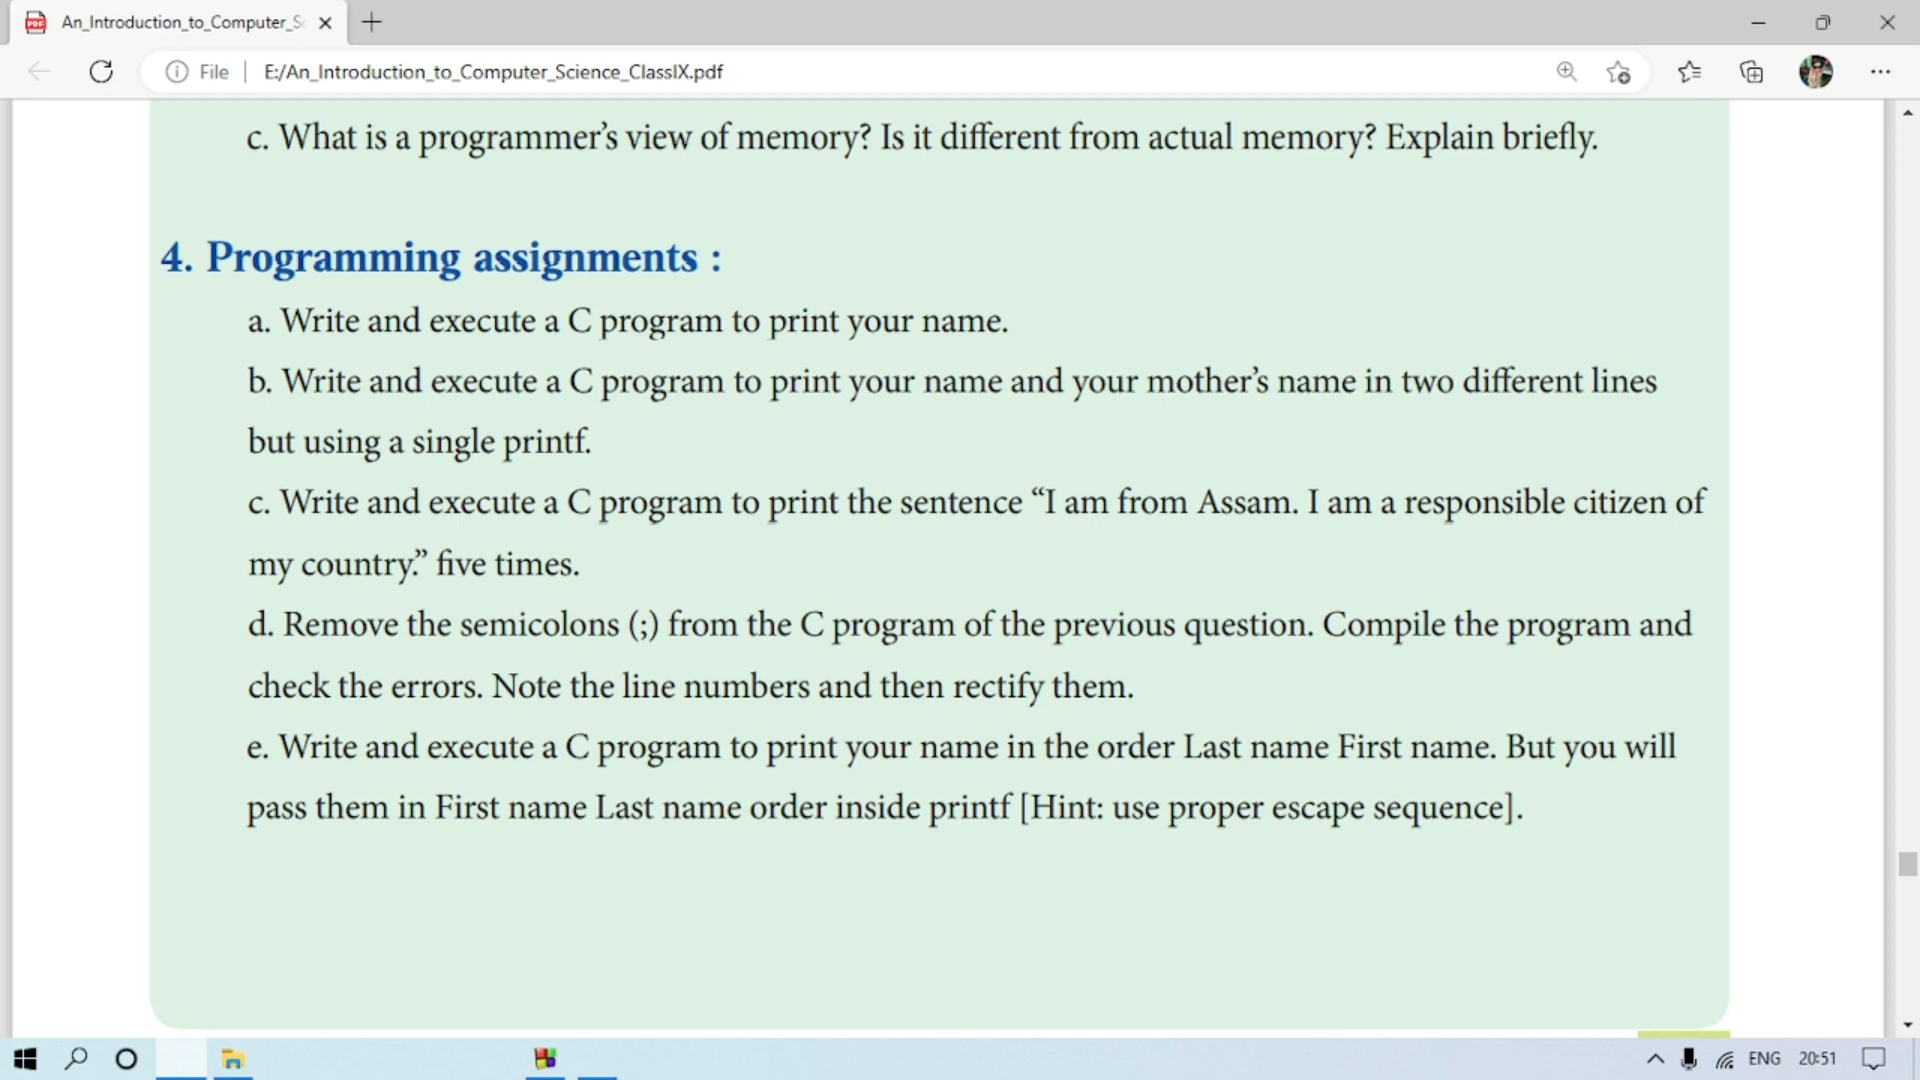 An_Introduction_to_Computer_Sc
File
E:/An_Introduction_to_Computer_Science_ClassIX.pdf
c. What is a programmer’s view of memory? Is it different from actual memory? Explain briefly.
4. Programming assignments :
a. Write and execute a C program to print your name.
b. Write and execute a C program to print your name and your mother’s name in two different lines
but using a single printf.
c. Write and execute a C program to print the sentence “I am from Assam. I am a responsible citizen of
my country.” five times.
d. Remove the semicolons (;) from the C program of the previous question. Compile the program and
check the errors. Note the line numbers and then rectify them.
e. Write and execute a C program to print your name in the order Last name First name. But you will
pass them in First name Last name order inside printf [Hint: use proper escape sequence].
ENG 20:51